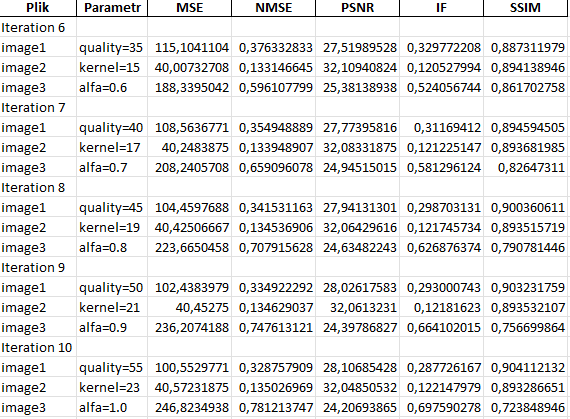 Plik Parametr MSE NMSE PSNR IF SSIM
Iteration 6
image1 quality=35 115,1041104 0,376332833 27,51989528 0,329772208 0,887311979
image2 kernel=15 40,00732708 0,133146645 32,10940824 0,120527994 0,894138946
image3 alfa=0.6 188,3395042 0,596107799 25,38138938 0,524056744 0,861702758
Iteration 7
image1 quality=40 108,5636771 0,354948889 27,77395816 0,31169412 0,894594505
image2 kernel=17 40,2483875 0,133948907 32,08331875 0,121225147 0,893681985
image3 alfa=0.7 208,2405708 0,659096078 24,94515015 0,581296124 0,82647311
Iteration 8
image1 quality=45 104,4597688 0,341531163 27,94131301 0,298703131 0,900360611
image2 kernel=19 40,42506667 0,134536906 32,06429616 0,121745734 0,893515719
image3 alfa=0.8 223,6650458 0,707915628 24,63482243 0,626876374 0,790781446
Iteration 9
image1 quality=50 102,4383979 0,334922292 28,02617583 0,293000743 0,903231759
image2 kernel=21 40,45275 0,134629037 32,0613231 0,12181623 0,893532107
image3 alfa=0.9 236,2074188 0,747613121 24,39786827 0,664102015 0,756699864
Iteration 10
image1 quality=55 100,5529771 0,328757909 28,10685428 0,287726167 0,904112132
image2 kernel=23 40,57231875 0,135026969 32,04850532 0,122147979 0,893286651
image3 alfa=1.0 246,8234938 0,781213747 24,20693865 0,697590278 0,723848946